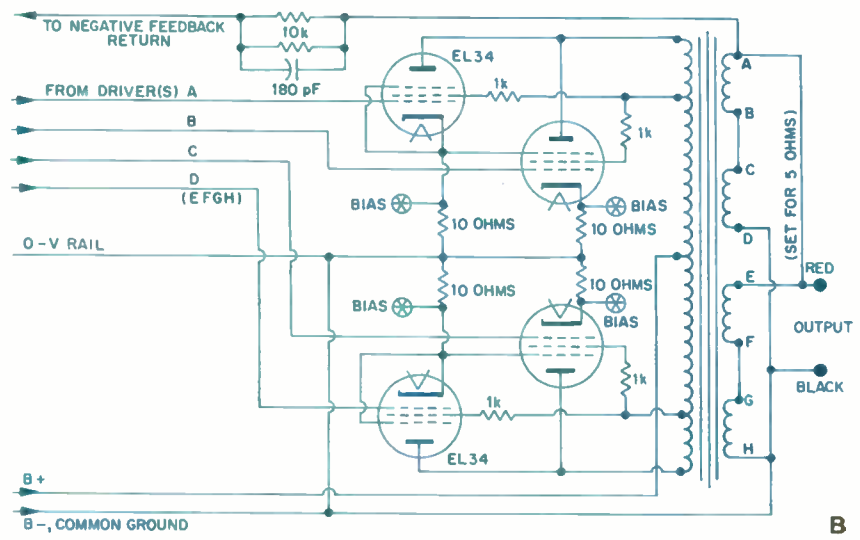 TO NEGATIVE FEEDBACK
RETURN
10k
180 pF
EL34
FROM DRIVER(S) A
1k
B
1k
C
D
(EFGH)
BIAS
BIAS
10 OHMS
10 OHMS
O-V RAIL
10 OHMS
10 OHMS
BIAS
BIAS
1k
1k
EL34
B+
B-, COMMON GROUND
A
B
C
D
(SET FOR 5 OHMS)
E
F
G
H
RED
OUTPUT
BLACK
B